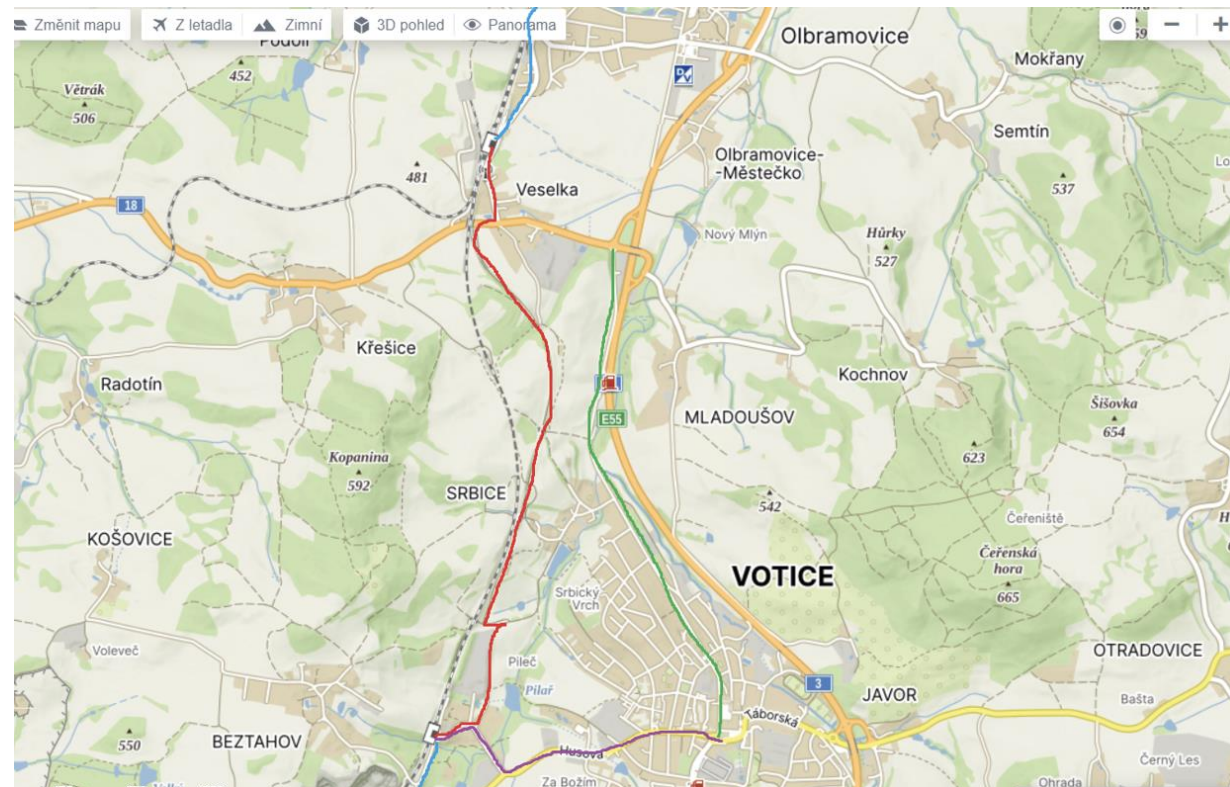 Změnit mapu
Z letadla
Zimní
3D pohled
Panorama
Podolí
452
Olbramovice
Mokřany
Větrák
506
Semtín
Olbramovice-
-Městečko
481
537
Veselka
18
Nový Mlýn
Hůrky
527
Křešice
Kochnov
Radotín
Šišovka
654
E55
MLADOUŠOV
Kopanina
592
623
SRBICE
542
Čeřeniště
KOŠOVICE
Čeřenská
hora
665
VOTICE
Srbický
Vrch
Voleveč
OTRADOVICE
Pileč
Pilař
3
JAVOR
Bašta
Táborská
550
BEZTAHOV
Husova
Černý Les
Za Božím
Ohrada